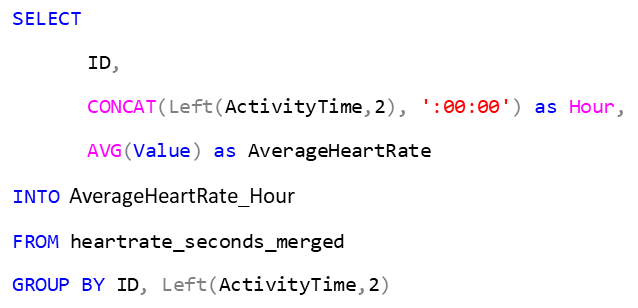 SELECT
ID,
CONCAT(Left(ActivityTime,2), ':00:00') as Hour,
AVG(Value) as AverageHeartRate
INTO AverageHeartRate_Hour
FROM heartrate_seconds_merged
GROUP BY ID, Left(ActivityTime,2)